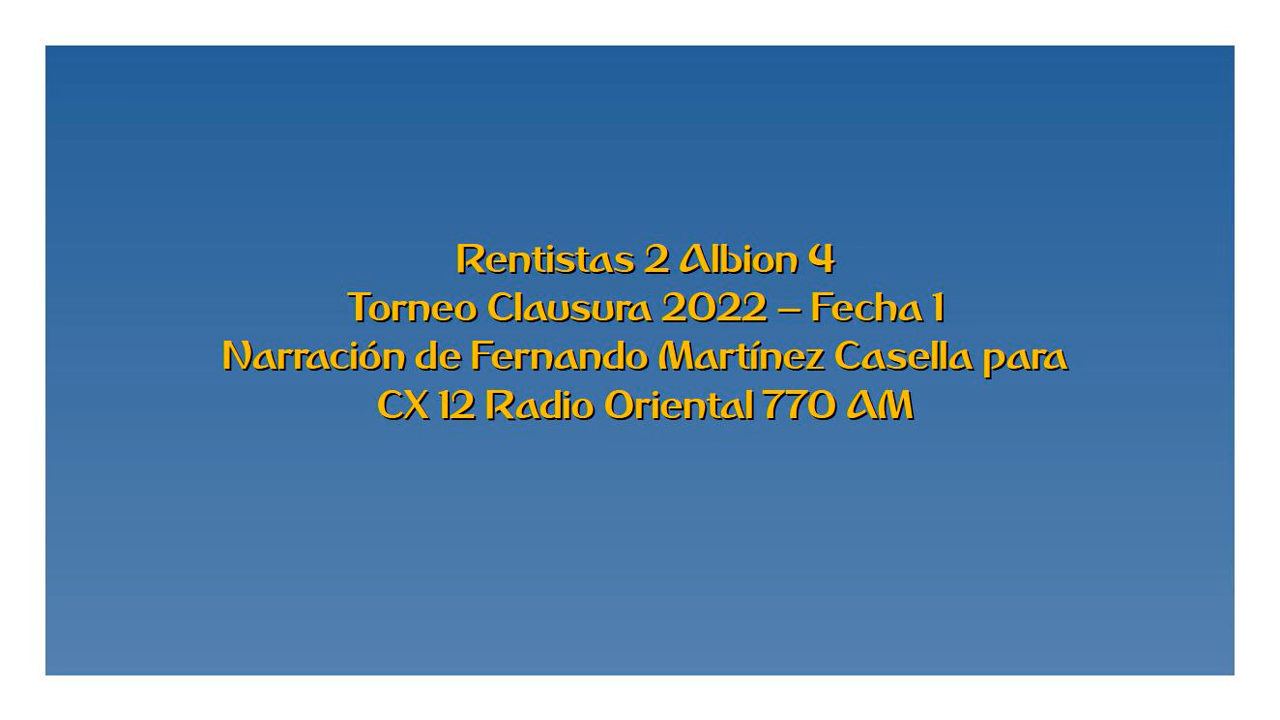 Rentistas 2 Albion 4
Torneo Clausura 2022 – Fecha 1
Narración de Fernando Martínez Casella para
CX 12 Radio Oriental 770 AM